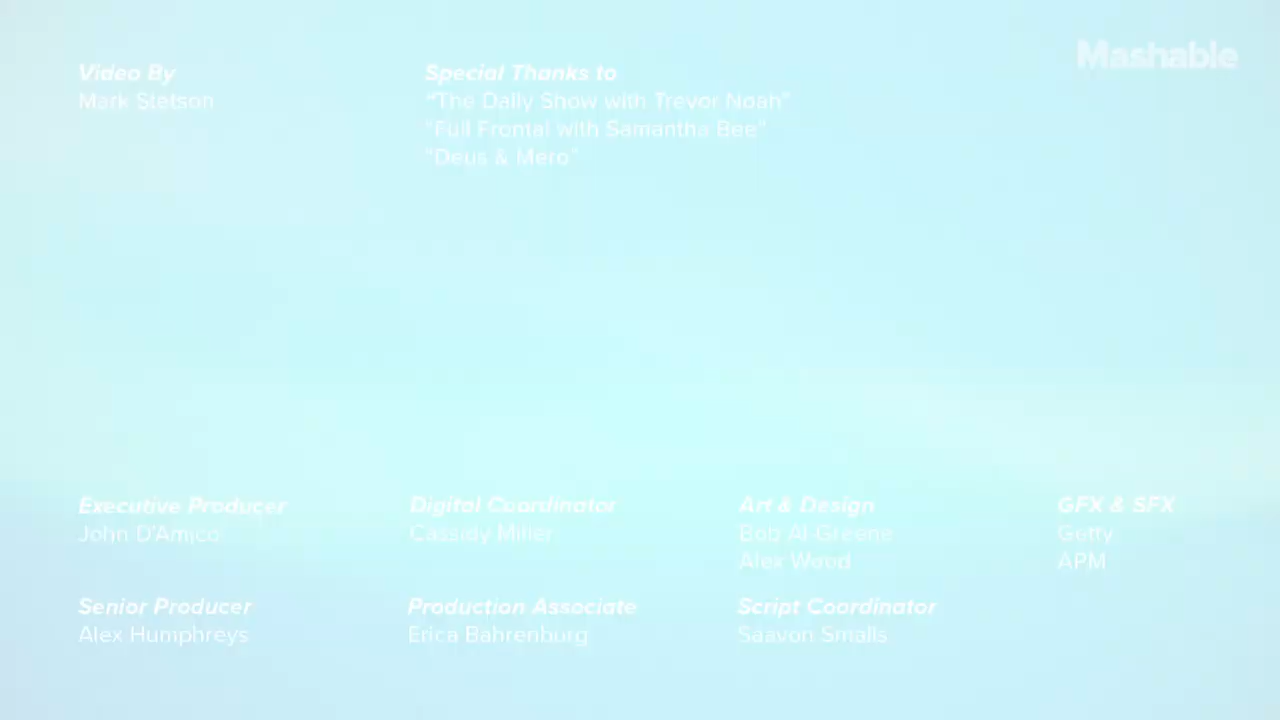 Mashable
Video By
Mark Stetson
Special Thanks to
"The Daily Show with Trevor Noah"
"Full Frontal with Samantha Bee"
"Deus & Mero"
Executive Producer
John D'Amico
Digital Coordinator
Cassidy Miller
Art & Design
Bob Al-Greene
Alex Wood
GFX & SFX
Getty
APM
Senior Producer
Alex Humphreys
Production Associate
Erica Bahrenburg
Script Coordinator
Saavon Smalls